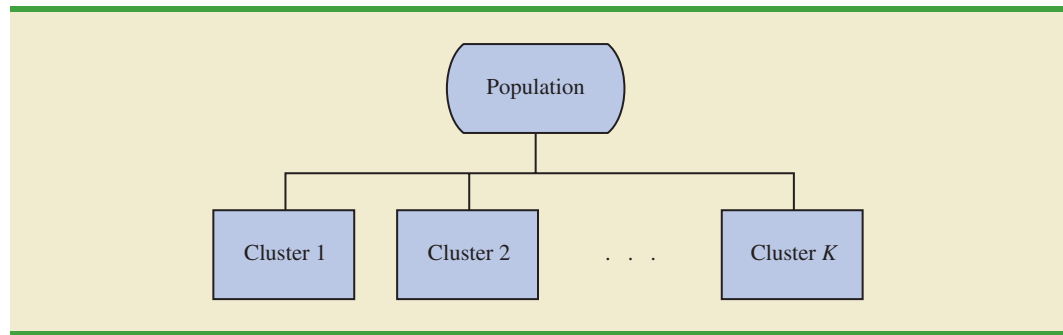 Population
Cluster 1 Cluster 2 . . . Cluster K